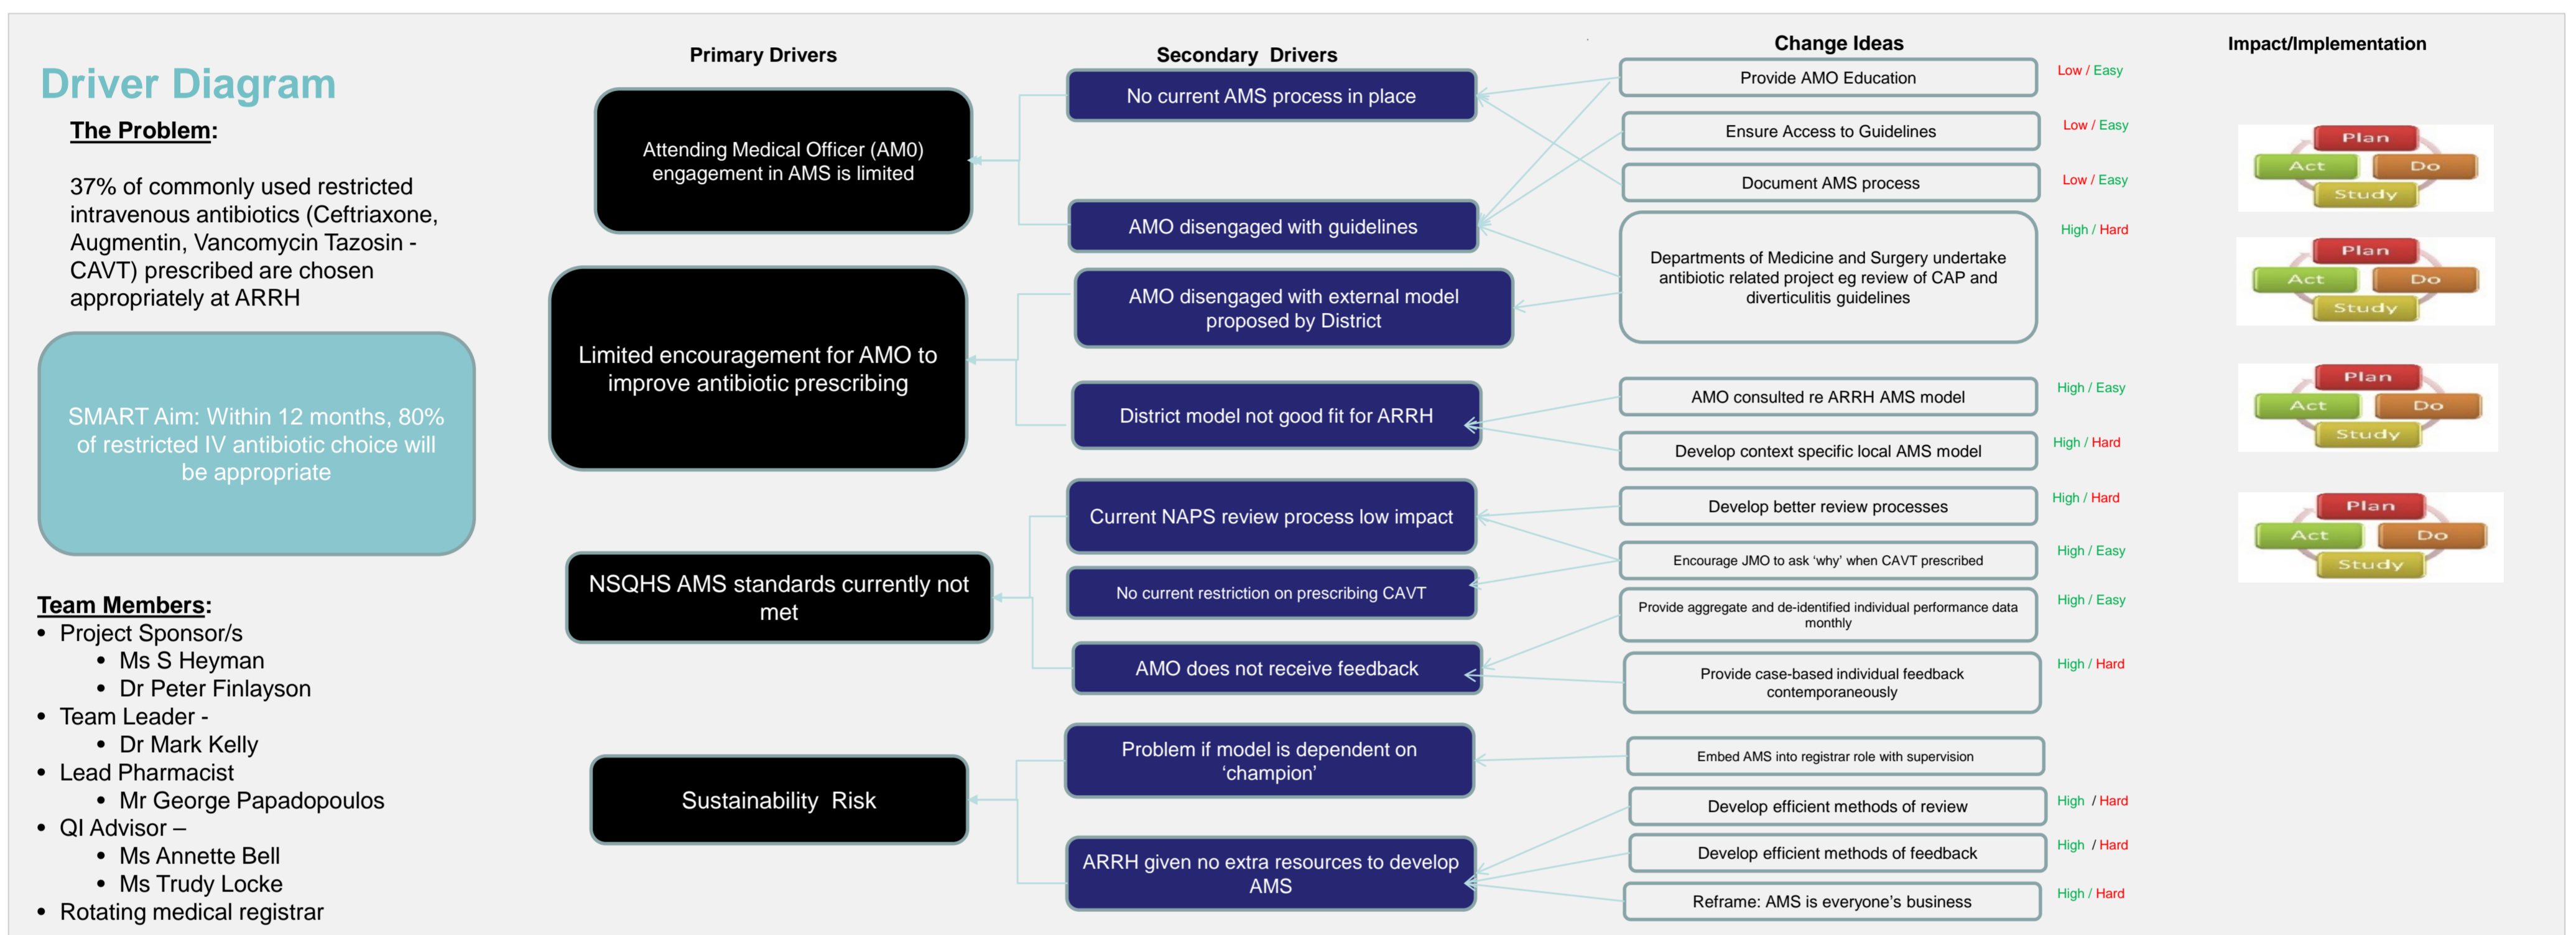 Driver Diagram
The Problem:
37% of commonly used restricted
intravenous antibiotics (Ceftriaxone,
Augmentin, Vancomycin Tazosin -
CAVT) prescribed are chosen
appropriately at ARRH
SMART Aim: Within 12 months, 80%
of restricted IV antibiotic choice will
be appropriate
Team Members:
• Project Sponsor/s
• Ms S Heyman
• Dr Peter Finlayson
• Team Leader -
• Dr Mark Kelly
• Lead Pharmacist
• Mr George Papadopoulos
• QI Advisor –
• Ms Annette Bell
• Ms Trudy Locke
• Rotating medical registrar
Primary Drivers
Attending Medical Officer (AM0)
engagement in AMS is limited
Limited encouragement for AMO to
improve antibiotic prescribing
NSQHS AMS standards currently not
met
Sustainability Risk
Secondary Drivers
No current AMS process in place
AMO disengaged with guidelines
AMO disengaged with external model
proposed by District
District model not good fit for ARRH
Current NAPS review process low impact
No current restriction on prescribing CAVT
AMO does not receive feedback
Problem if model is dependent on
‘champion’
ARRH given no extra resources to develop
AMS
Change Ideas
Provide AMO Education
Ensure Access to Guidelines
Document AMS process
Departments of Medicine and Surgery undertake
antibiotic related project eg review of CAP and
diverticulitis guidelines
AMO consulted re ARRH AMS model
Develop context specific local AMS model
Develop better review processes
Encourage JMO to ask ‘why’ when CAVT prescribed
Provide aggregate and de-identified individual performance data
monthly
Provide case-based individual feedback
contemporaneously
Embed AMS into registrar role with supervision
Develop efficient methods of review
Develop efficient methods of feedback
Reframe: AMS is everyone’s business
Impact/Implementation
Low / Easy
Low / Easy
Low / Easy
High / Hard
High / Easy
High / Hard
High / Hard
High / Easy
High / Easy
High / Hard
High / Hard
High / Hard
High / Hard
Plan
Act Do
Study
Plan
Act Do
Study
Plan
Act Do
Study
Plan
Act Do
Study